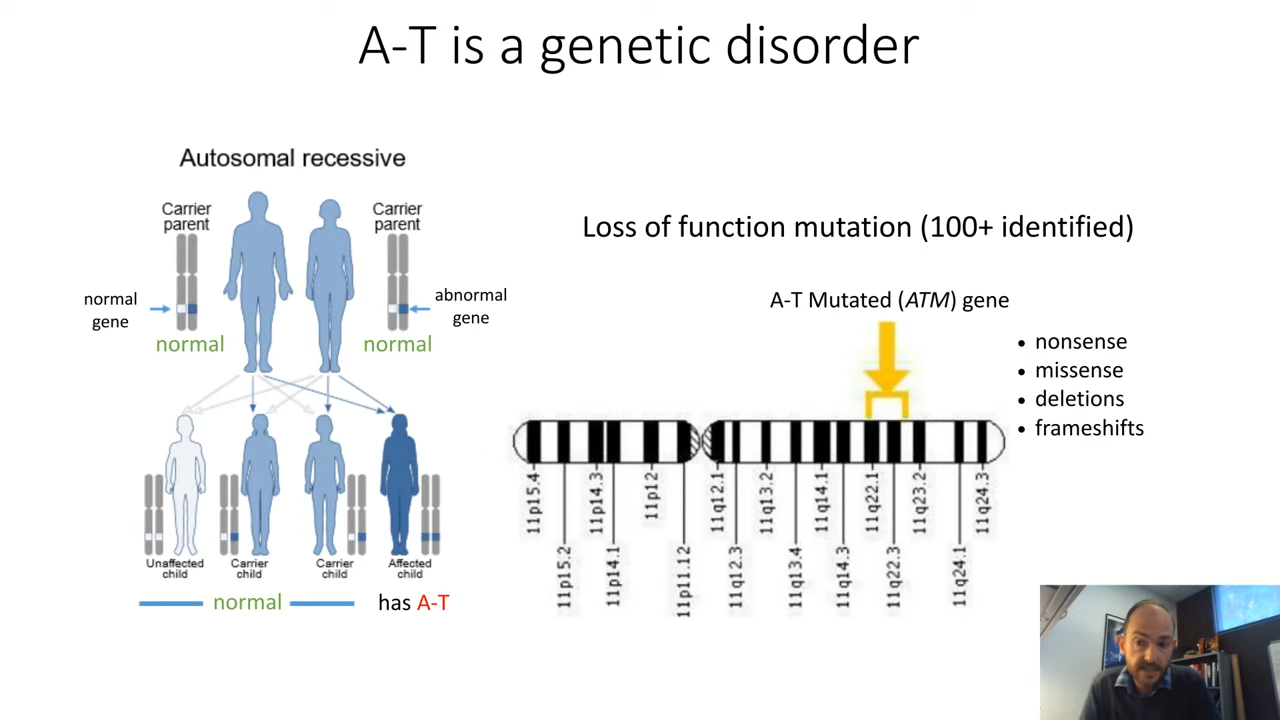 A-T is a genetic disorder
Autosomal recessive
Carrier
parent
Carrier
parent
normal
gene
abnormal
gene
normal
normal
Unaffected
child
Carrier
child
Carrier
child
Affected
child
normal
has A-T
Loss of function mutation (100+ identified)
A-T Mutated (ATM) gene
• nonsense
• missense
• deletions
• frameshifts
11p15.4
11p15.2
11p14.3
11p14.1
11p12
11p11.12
11q12.1
11q12.3
11q13.2
11q13.4
11q14.1
11q14.3
11q22.1
11q22.3
11q23.2
11q24.1
11q24.3